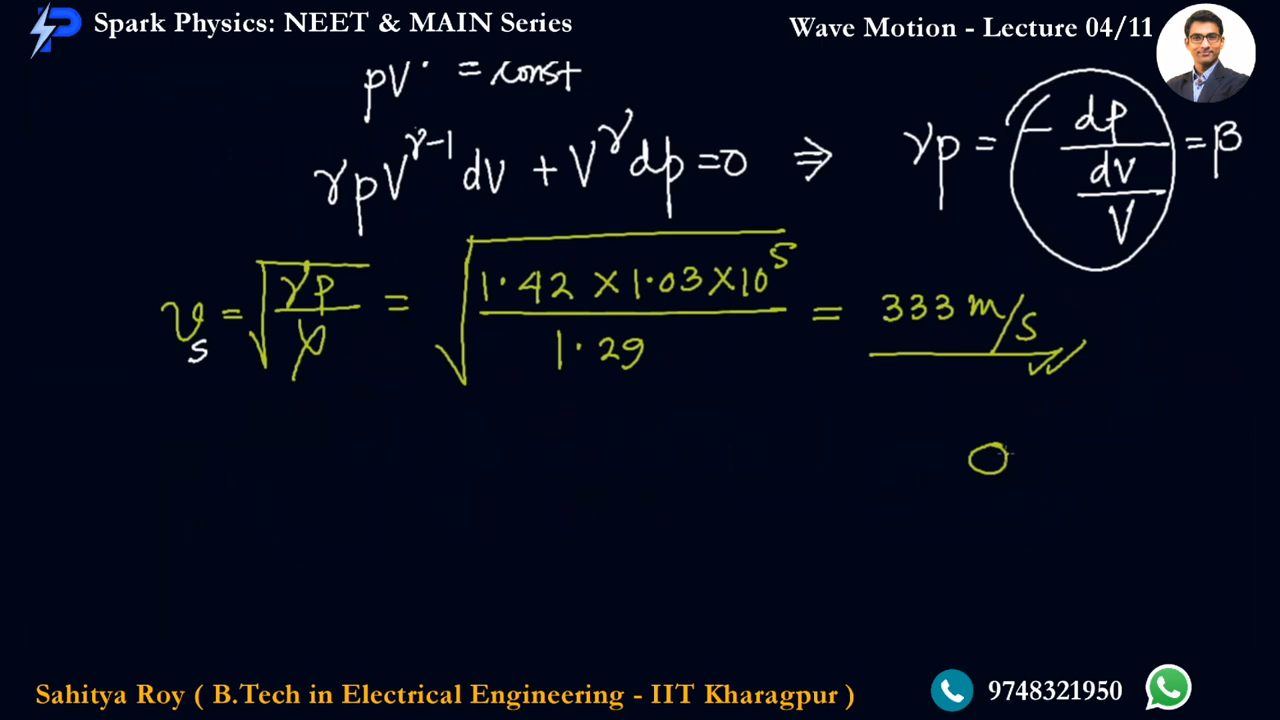 Spark Physics: NEET & MAIN Series
Wave Motion - Lecture 04/11
pV = const
γpV^{γ-1} dV + V^γ dp = 0 ⇒ γp = (- dp / (dV / V)) = β
v_s = √(γp / ρ) = √(1.42 × 1.03 × 10^5 / 1.29) = 333 m/s
Sahitya Roy ( B.Tech in Electrical Engineering - IIT Kharagpur )
9748321950